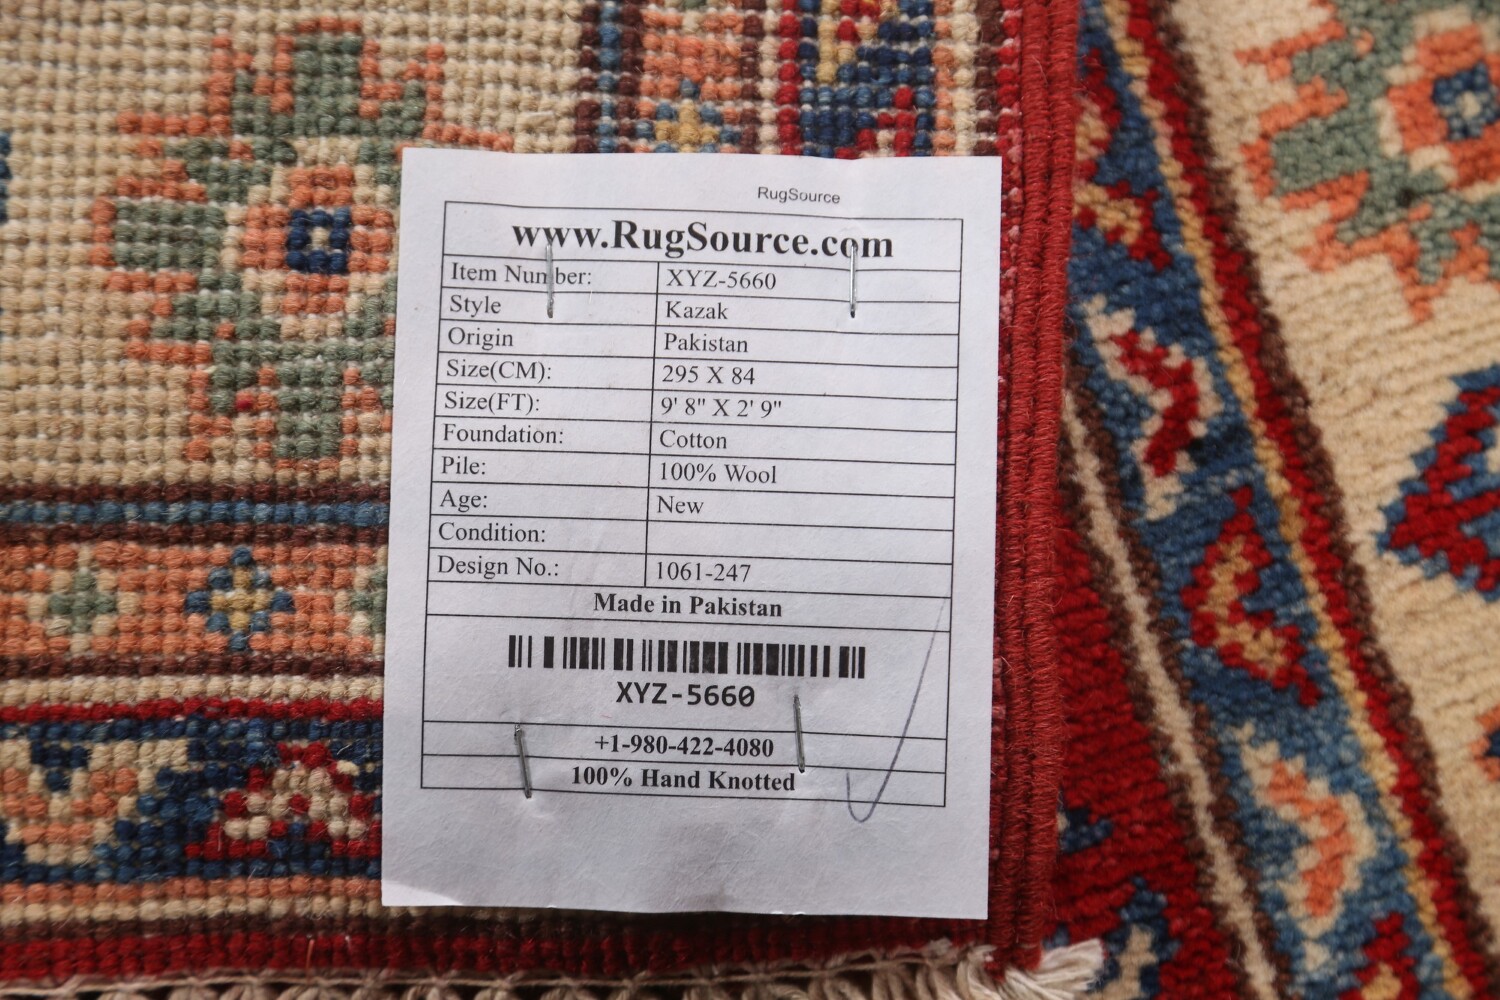 RugSource
www.RugSource.com
Item Number: XYZ-5660
Style Kazak
Origin Pakistan
Size(CM): 295 X 84
Size(FT): 9' 8" X 2' 9"
Foundation: Cotton
Pile: 100% Wool
Age: New
Condition:
Design No.: 1061-247
Made in Pakistan
XYZ-5660
+1-980-422-4080
100% Hand Knotted